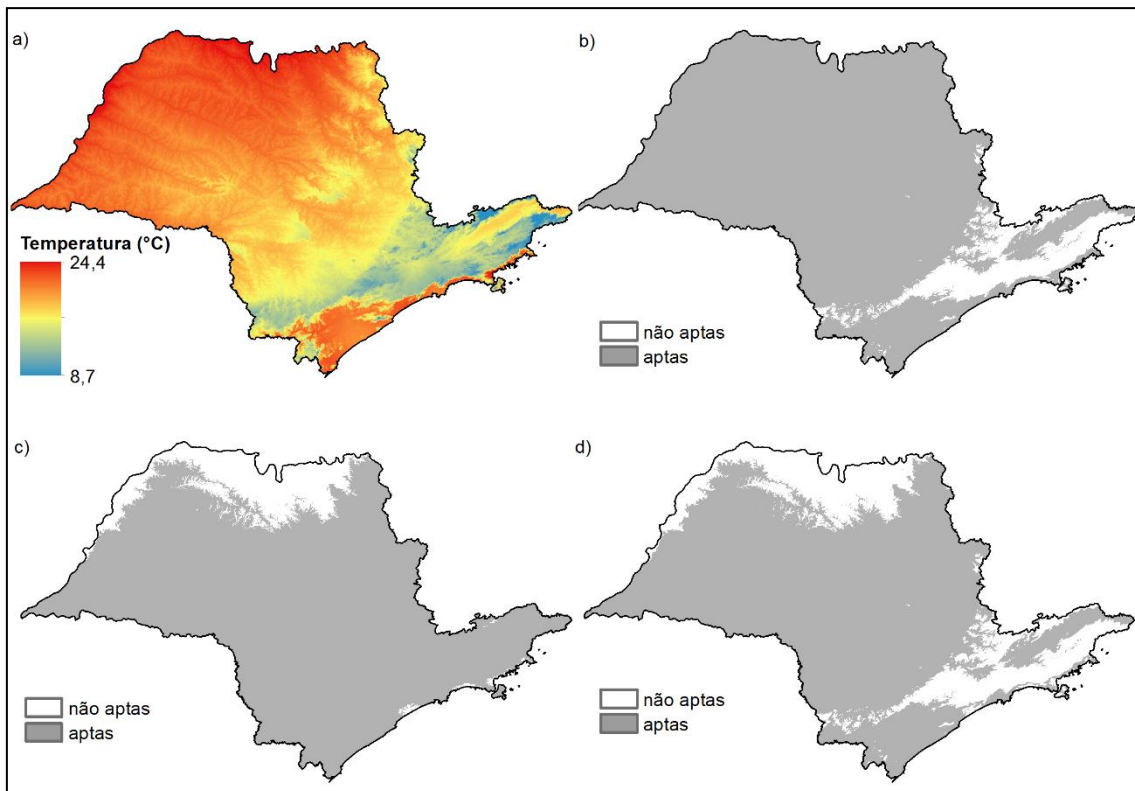 a)
Temperatura (°C)
24,4
8,7
b)
não aptas
aptas
c)
não aptas
aptas
d)
não aptas
aptas